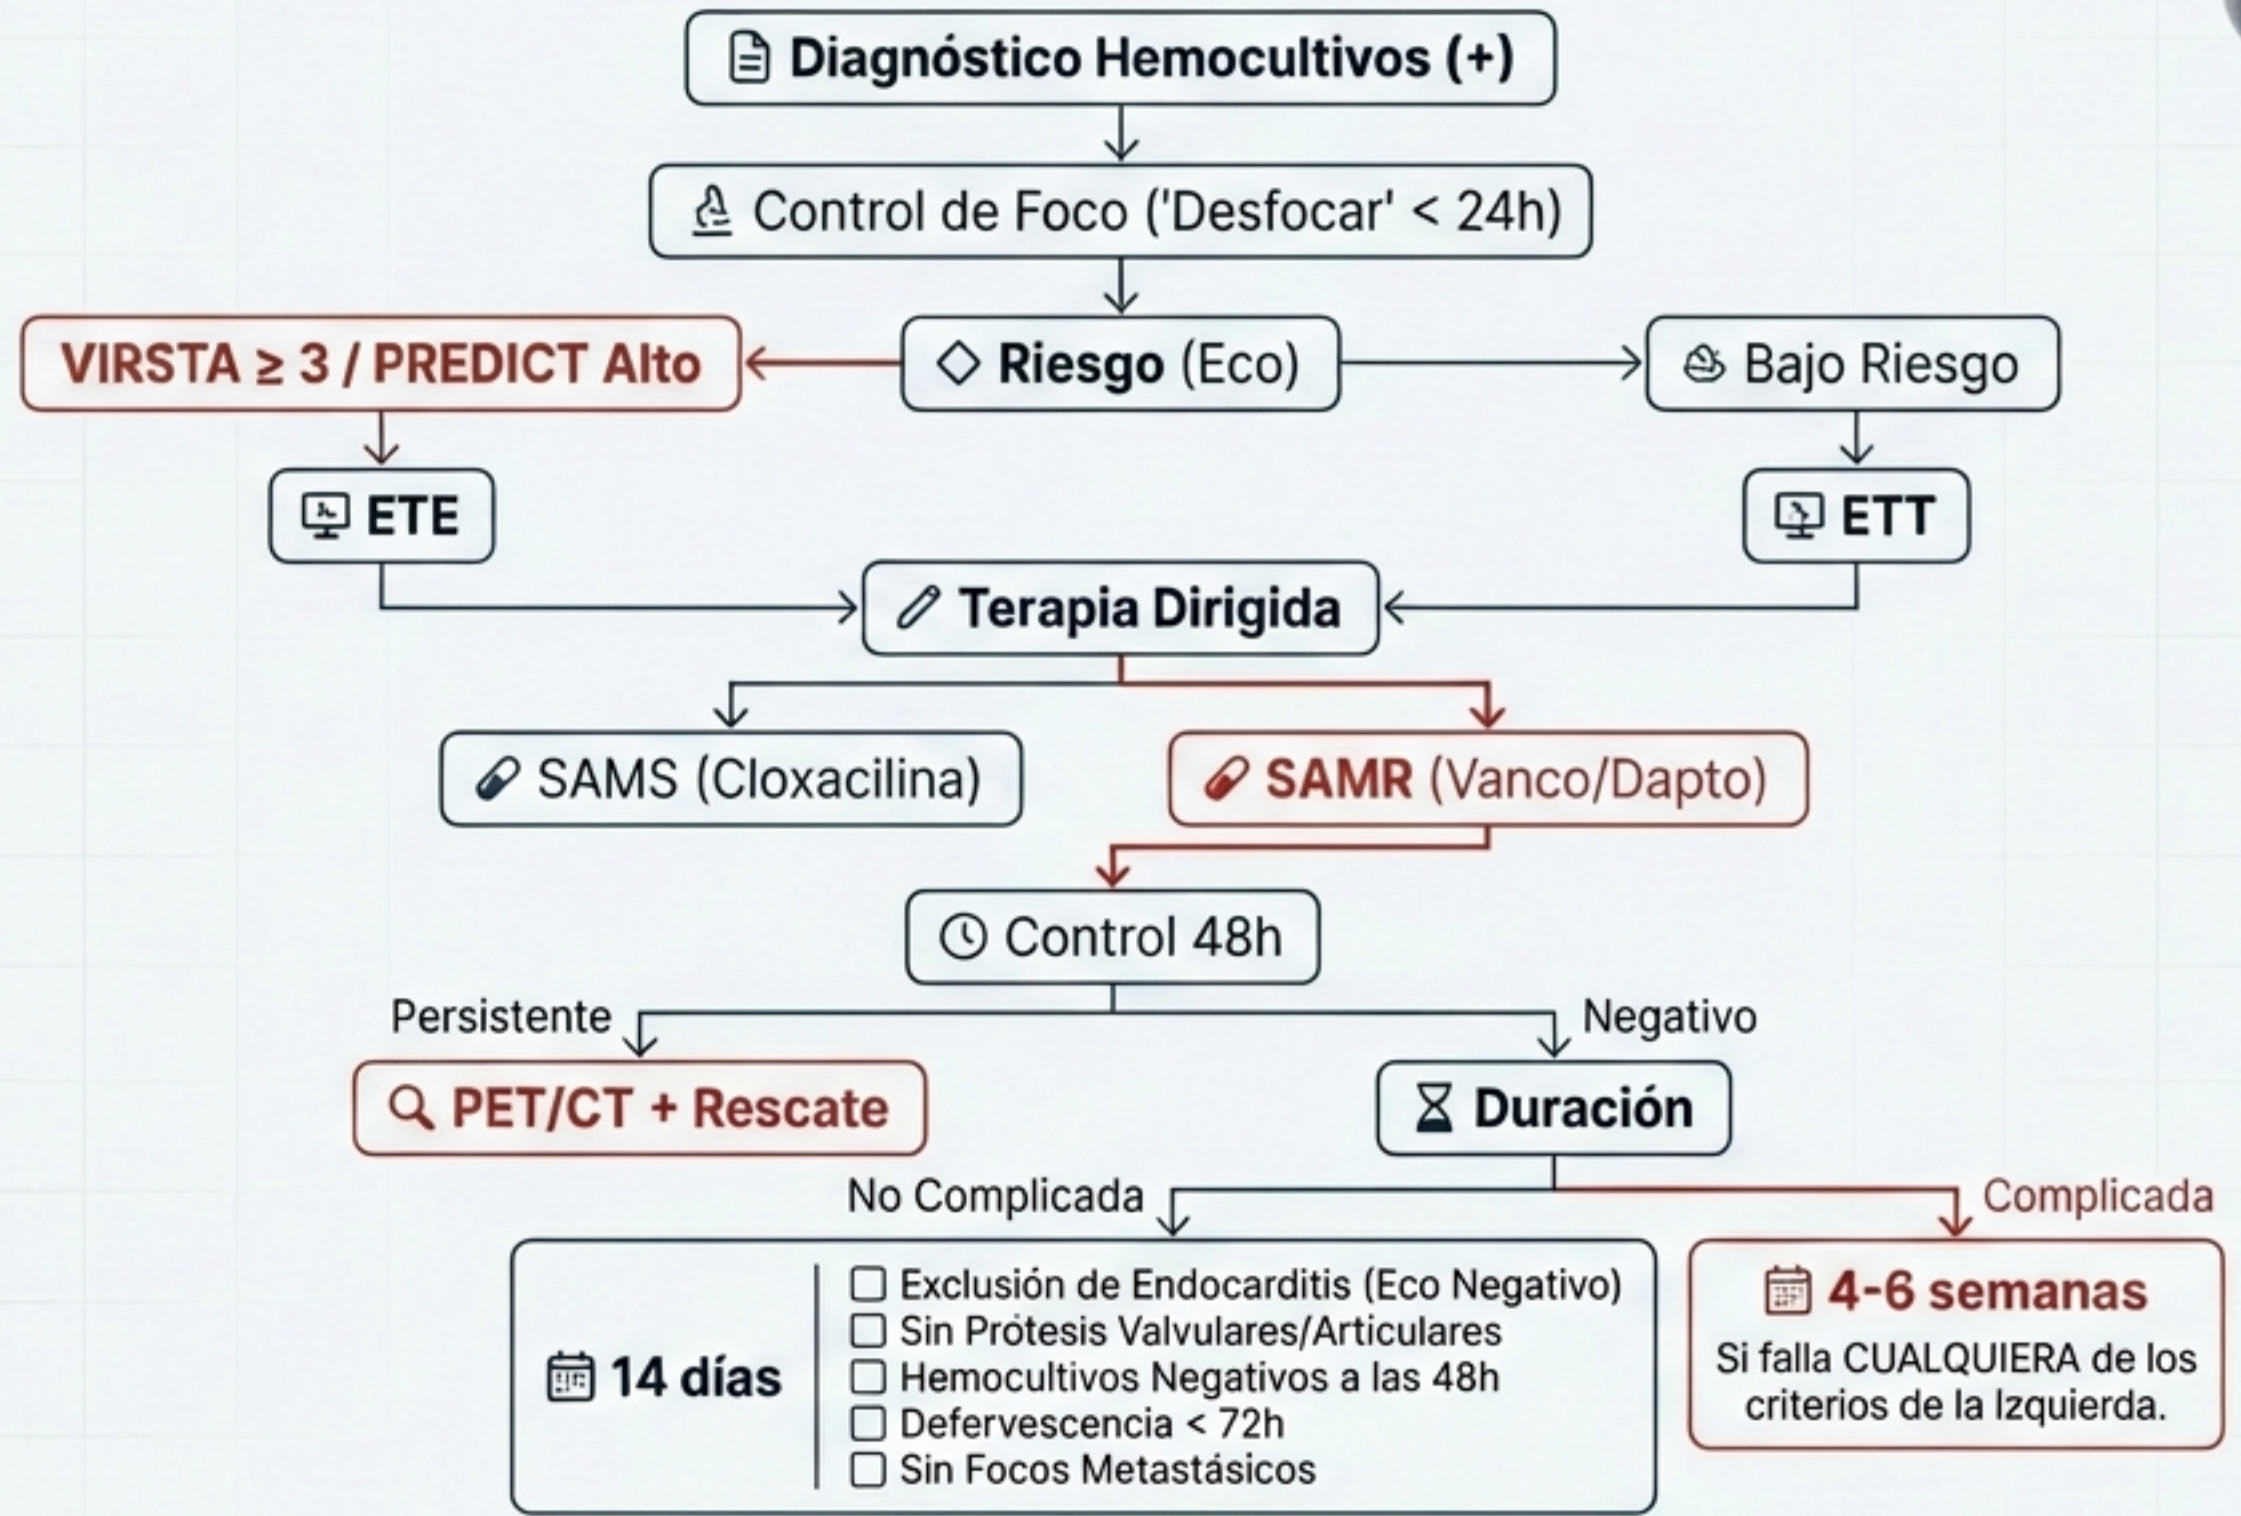 Diagnóstico Hemocultivos (+)
Control de Foco ('Desfocar' < 24h)
VIRSTA ≥ 3 / PREDICT Alto
Riesgo (Eco)
Bajo Riesgo
ETE
ETT
Terapia Dirigida
SAMS (Cloxacilina)
SAMR (Vanco/Dapto)
Control 48h
Persistente
Negativo
PET/CT + Rescate
Duración
No Complicada
Complicada
14 días
Exclusión de Endocarditis (Eco Negativo)
Sin Prótesis Valvulares/Articulares
Hemocultivos Negativos a las 48h
Defervescencia < 72h
Sin Focos Metastásicos
4-6 semanas
Si falla CUALQUIERA de los
criterios de la Izquierda.